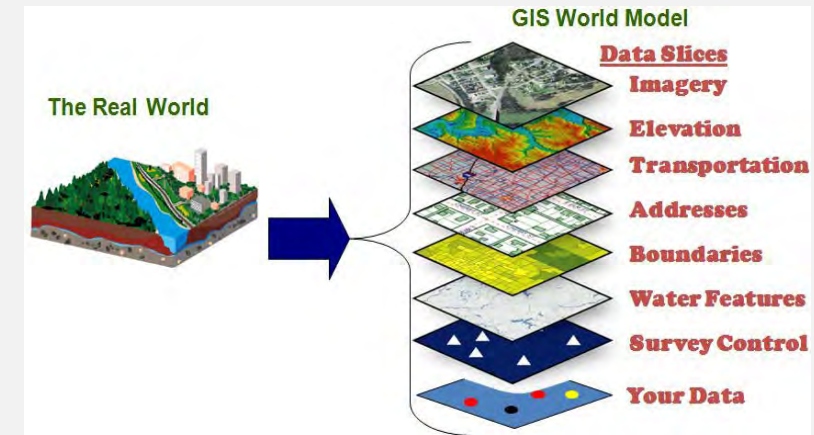 GIS World Model
The Real World
Data Slices
Imagery
Elevation
Transportation
Addresses
Boundaries
Water Features
Survey Control
Your Data